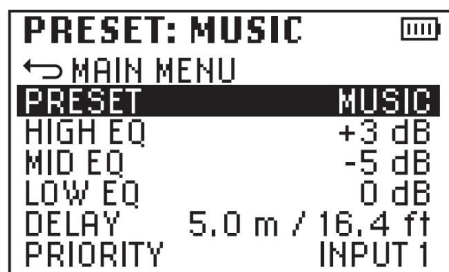 PRESET: MUSIC
MAIN MENU
PRESET MUSIC
HIGH EQ +3 dB
MID EQ -5 dB
LOW EQ 0 dB
DELAY 5.0 m / 16.4 ft
PRIORITY INPUT 1